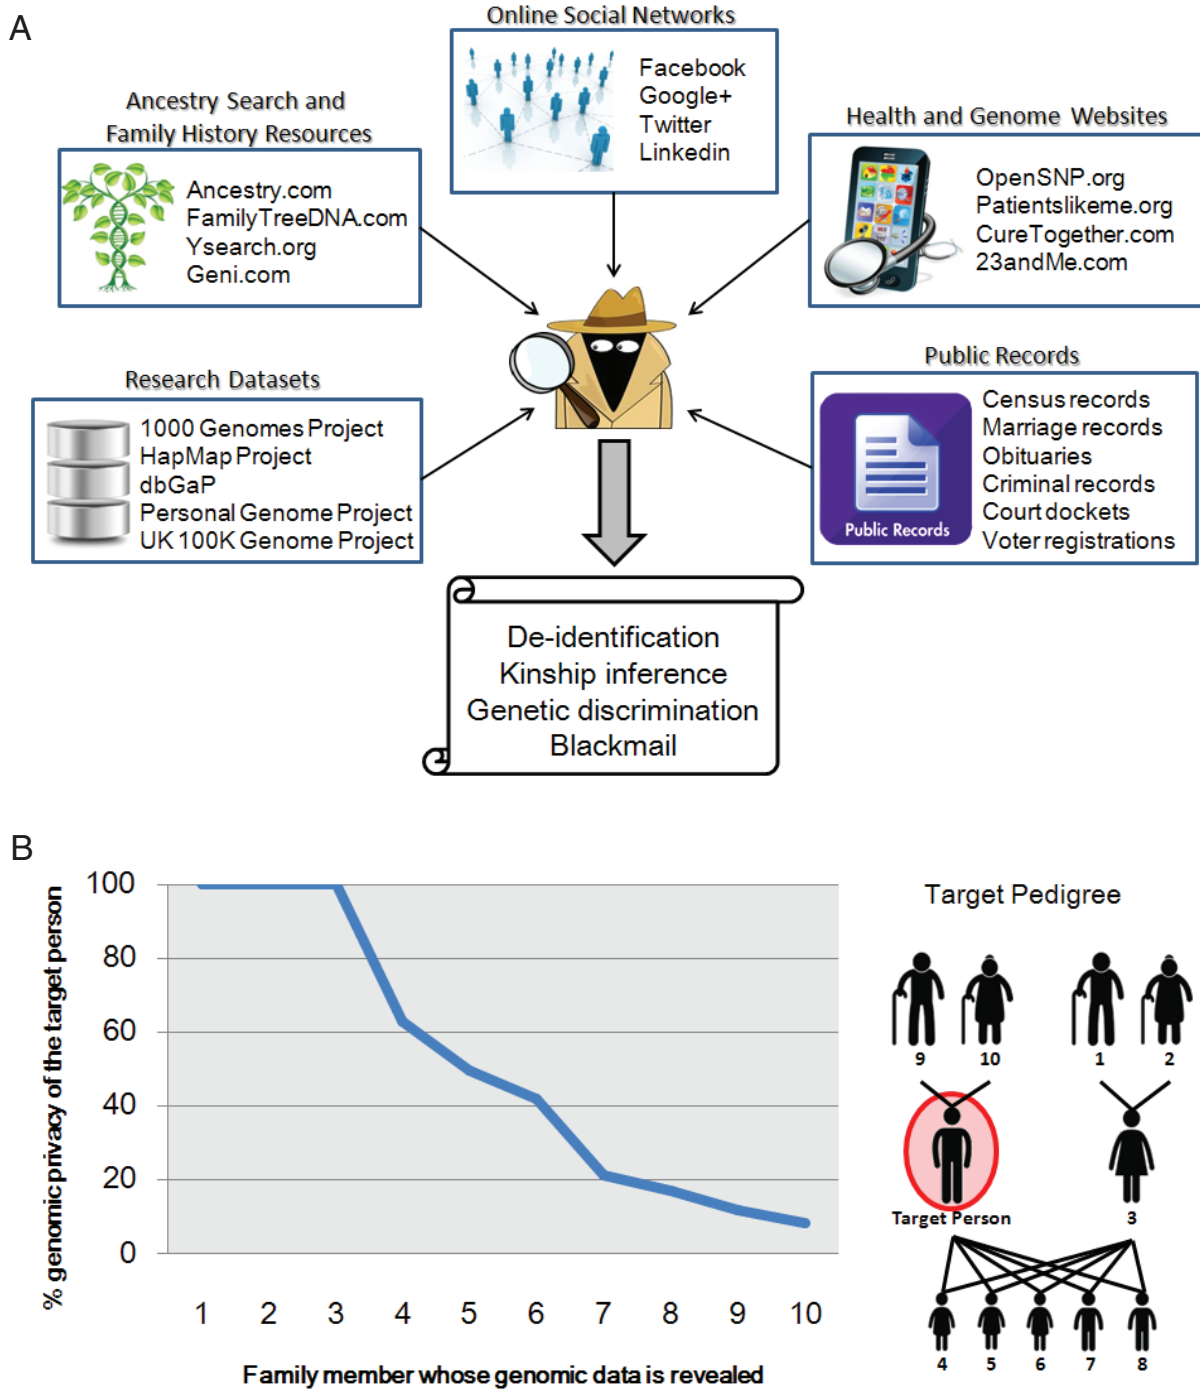 A
Online Social Networks
Facebook
Google+
Twitter
Linkedin
Ancestry Search and
Family History Resources
Ancestry.com
FamilyTreeDNA.com
Ysearch.org
Geni.com
Health and Genome Websites
OpenSNP.org
Patientslikeme.org
CureTogether.com
23andMe.com
Research Datasets
1000 Genomes Project
HapMap Project
dbGaP
Personal Genome Project
UK 100K Genome Project
Public Records
Public Records
Census records
Marriage records
Obituaries
Criminal records
Court dockets
Voter registrations
De-identification
Kinship inference
Genetic discrimination
Blackmail
B
% genomic privacy of the target person
100
80
60
40
20
0
1 2 3 4 5 6 7 8 9 10
Family member whose genomic data is revealed
Target Pedigree
9 10 1 2
Target Person 3
4 5 6 7 8